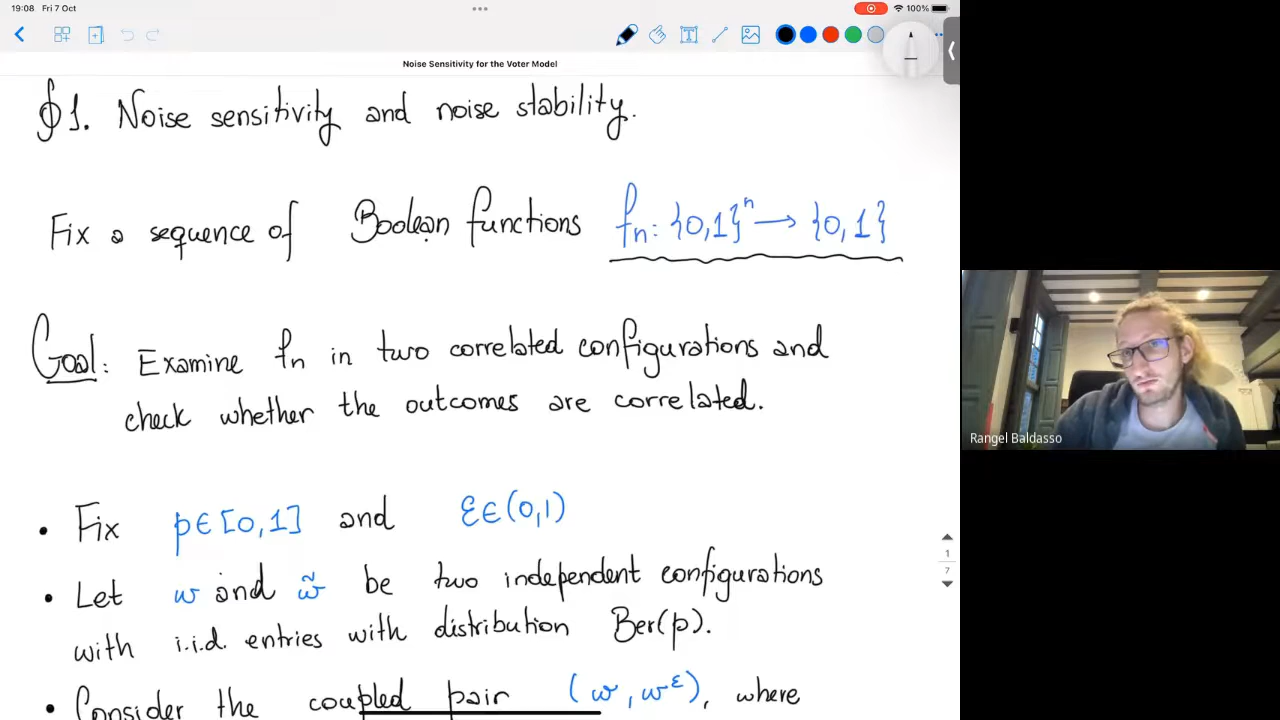 19:08 Fri 7 Oct
100%
Noise Sensitivity for the Voter Model
§1. Noise sensitivity and noise stability.
Fix a sequence of Boolean functions fn: {0,1}^n → {0,1}
Goal: Examine fn in two correlated configurations and
check whether the outcomes are correlated.
• Fix p∈[0,1] and ε∈(0,1)
• Let w and w̃ be two independent configurations
with i.i.d. entries with distribution Ber(p).
• Consider the coupled pair (w, w^ε), where
1
7
Rangel Baldasso